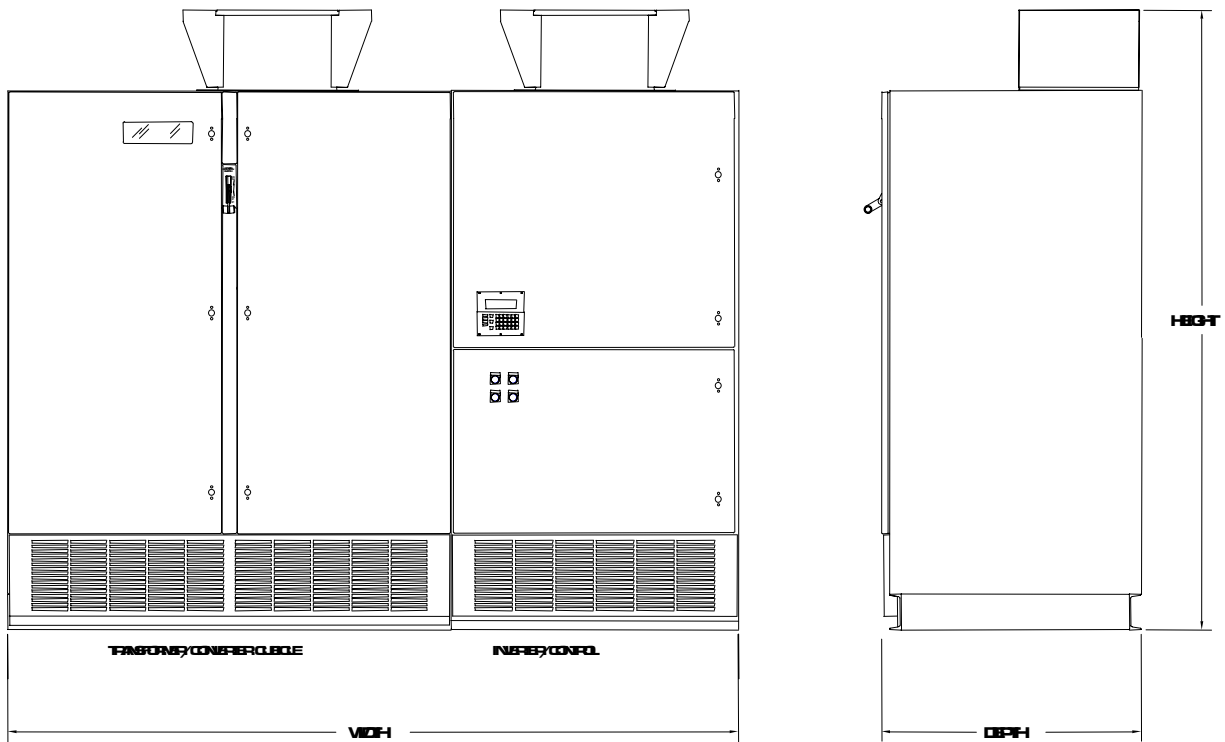 HEIGHT
TRANSFORMER/CONVERTER CUBICLE
INVERTER/CONTROL
WIDTH
DEPTH